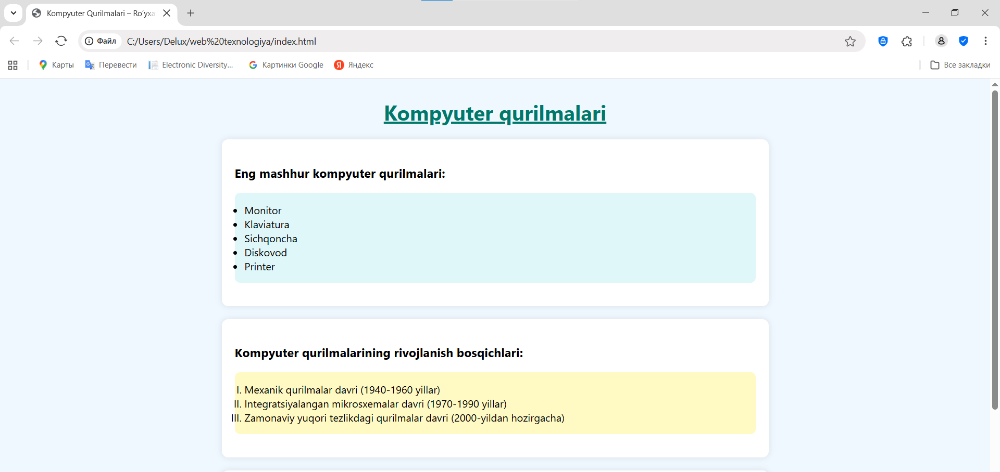 Kompyuter Qurilmalari – Ro‘yxa
Файл
C:/Users/Delux/web%20texnologiya/index.html
Карты
Перевести
Electronic Diversity...
Картинки Google
Яндекс
Все закладки
Kompyuter qurilmalari
Eng mashhur kompyuter qurilmalari:
• Monitor
• Klaviatura
• Sichqoncha
• Diskovod
• Printer
Kompyuter qurilmalarining rivojlanish bosqichlari:
I. Mexanik qurilmalar davri (1940-1960 yillar)
II. Integratsiyalangan mikrosxemalar davri (1970-1990 yillar)
III. Zamonaviy yuqori tezlikdagi qurilmalar davri (2000-yildan hozirgacha)